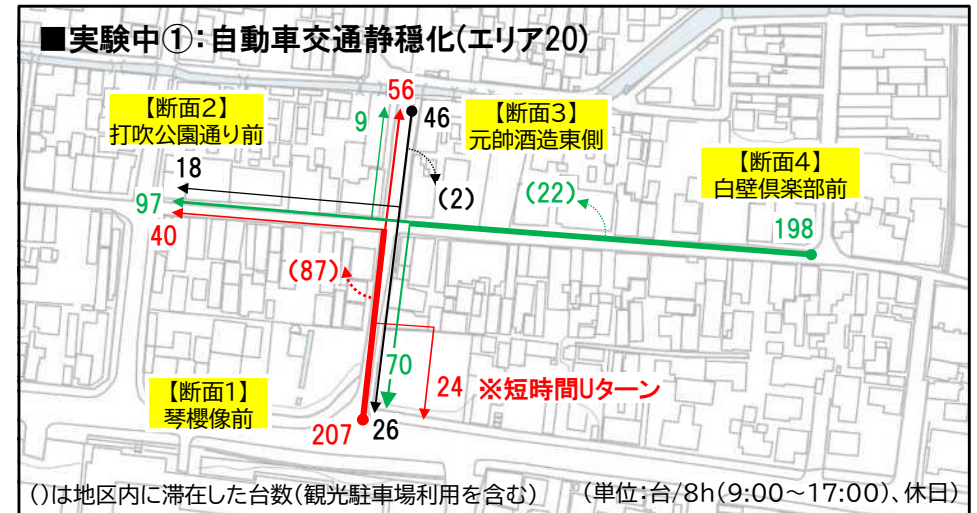 ■実験中①:自動車交通静穏化(エリア20)
【断面2】
打吹公園通り前
56
9
46
【断面3】
元帥酒造東側
18
(2)
【断面4】
白壁倶楽部前
97
(22)
198
40
(87)
70
24 ※短時間Uターン
【断面1】
琴櫻像前
207
26
()は地区内に滞在した台数(観光駐車場利用を含む)
(単位:台/8h(9:00~17:00)、休日)